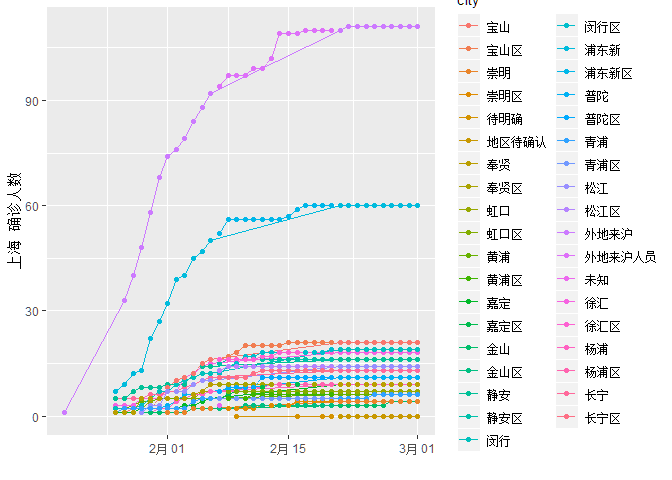 city
宝山
宝山区
崇明
崇明区
待明确
地区待确认
奉贤
奉贤区
虹口
虹口区
黄浦
黄浦区
嘉定
嘉定区
金山
金山区
静安
静安区
闵行
闵行区
浦东新
浦东新区
普陀
普陀区
青浦
青浦区
松江
松江区
外地来沪
外地来沪人员
未知
徐汇
徐汇区
杨浦
杨浦区
长宁
长宁区
上海 确诊人数
90
60
30
0
2月 01
2月 15
3月 01